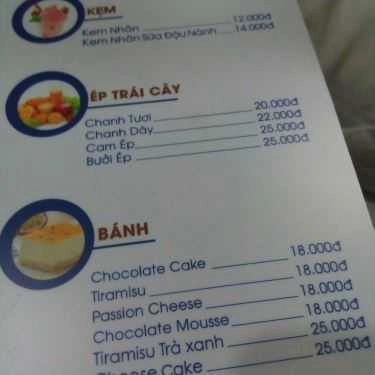 KEM
Kem Nhãn 12.000đ
Kem Nhãn Sữa Đậu Nành 14.000đ
ÉP TRÁI CÂY
Chanh Tươi 20.000đ
Chanh Dây 22.000đ
Cam Ép 25.000đ
Bưởi Ép 25.000đ
BÁNH
Chocolate Cake 18.000đ
Tiramisu 18.000đ
Passion Cheese 18.000đ
Chocolate Mousse 18.000đ
Tiramisu Trà xanh 25.000đ
Cheese Cake 25.000đ